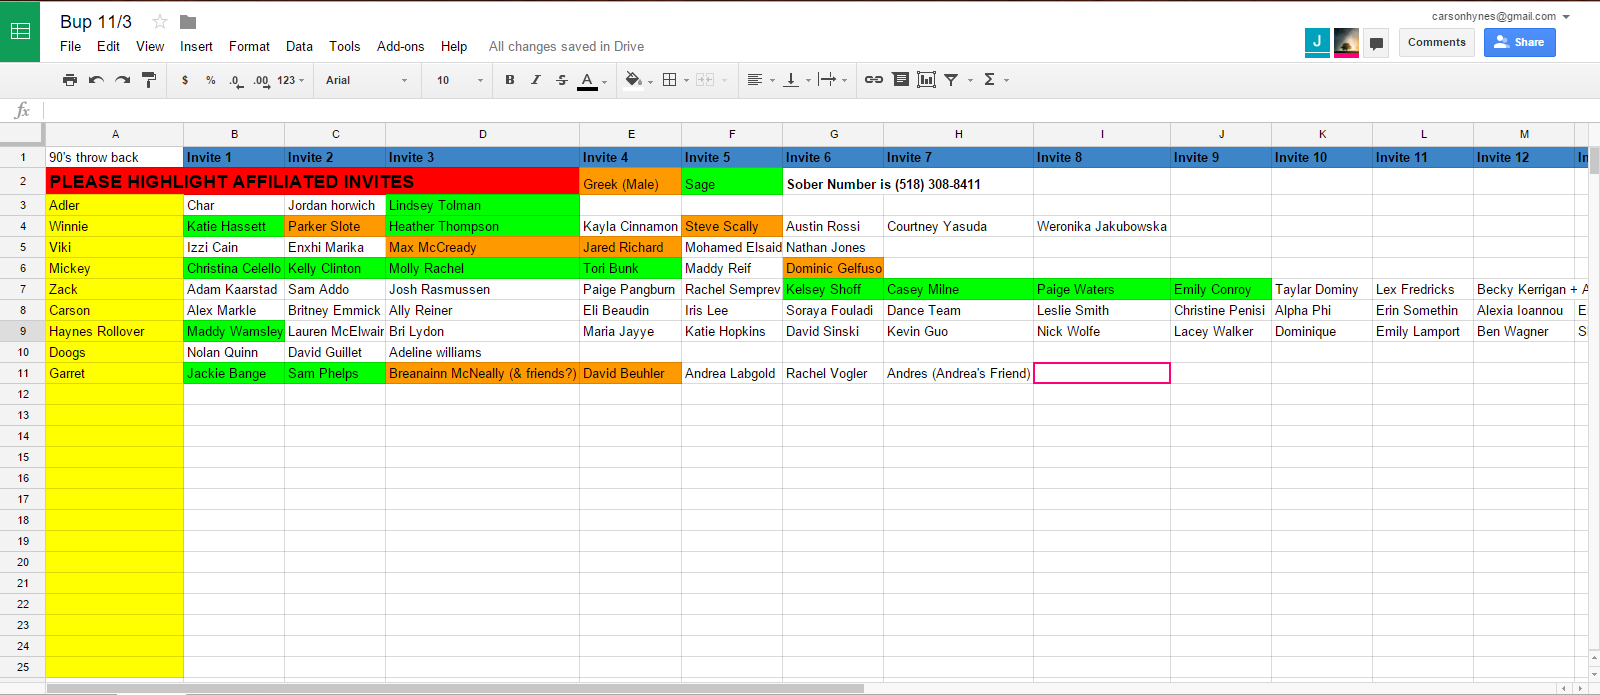 Bup 11/3
carsonhynes@gmail.com
File Edit View Insert Format Data Tools Add-ons Help All changes saved in Drive
J Comments Share
$ % .0 .00 123 Arial 10 B I S A Σ
fx
A B C D E F G H I J K L M
1 90's throw back Invite 1 Invite 2 Invite 3 Invite 4 Invite 5 Invite 6 Invite 7 Invite 8 Invite 9 Invite 10 Invite 11 Invite 12 In
2 PLEASE HIGHLIGHT AFFILIATED INVITES Greek (Male) Sage Sober Number is (518) 308-8411
3 Adler Char Jordan horwich Lindsey Tolman
4 Winnie Katie Hassett Parker Slote Heather Thompson Kayla Cinnamon Steve Scally Austin Rossi Courtney Yasuda Weronika Jakubowska
5 Viki Izzi Cain Enxhi Marika Max McCready Jared Richard Mohamed Elsaid Nathan Jones
6 Mickey Christina Celello Kelly Clinton Molly Rachel Tori Bunk Maddy Reif Dominic Gelfuso
7 Zack Adam Kaarstad Sam Addo Josh Rasmussen Paige Pangburn Rachel Semprev Kelsey Shoff Casey Milne Paige Waters Emily Conroy Taylar Dominy Lex Fredricks Becky Kerrigan + A
8 Carson Alex Markle Britney Emmick Ally Reiner Eli Beaudin Iris Lee Soraya Fouladi Dance Team Leslie Smith Christine Penisi Alpha Phi Erin Somethin Alexia Ioannou E
9 Haynes Rollover Maddy Wamsley Lauren McElwair Bri Lydon Maria Jayye Katie Hopkins David Sinski Kevin Guo Nick Wolfe Lacey Walker Dominique Emily Lamport Ben Wagner S
10 Doogs Nolan Quinn David Guillet Adeline williams
11 Garret Jackie Bange Sam Phelps Breanainn McNeally (& friends?) David Beuhler Andrea Labgold Rachel Vogler Andres (Andrea's Friend)
12
13
14
15
16
17
18
19
20
21
22
23
24
25